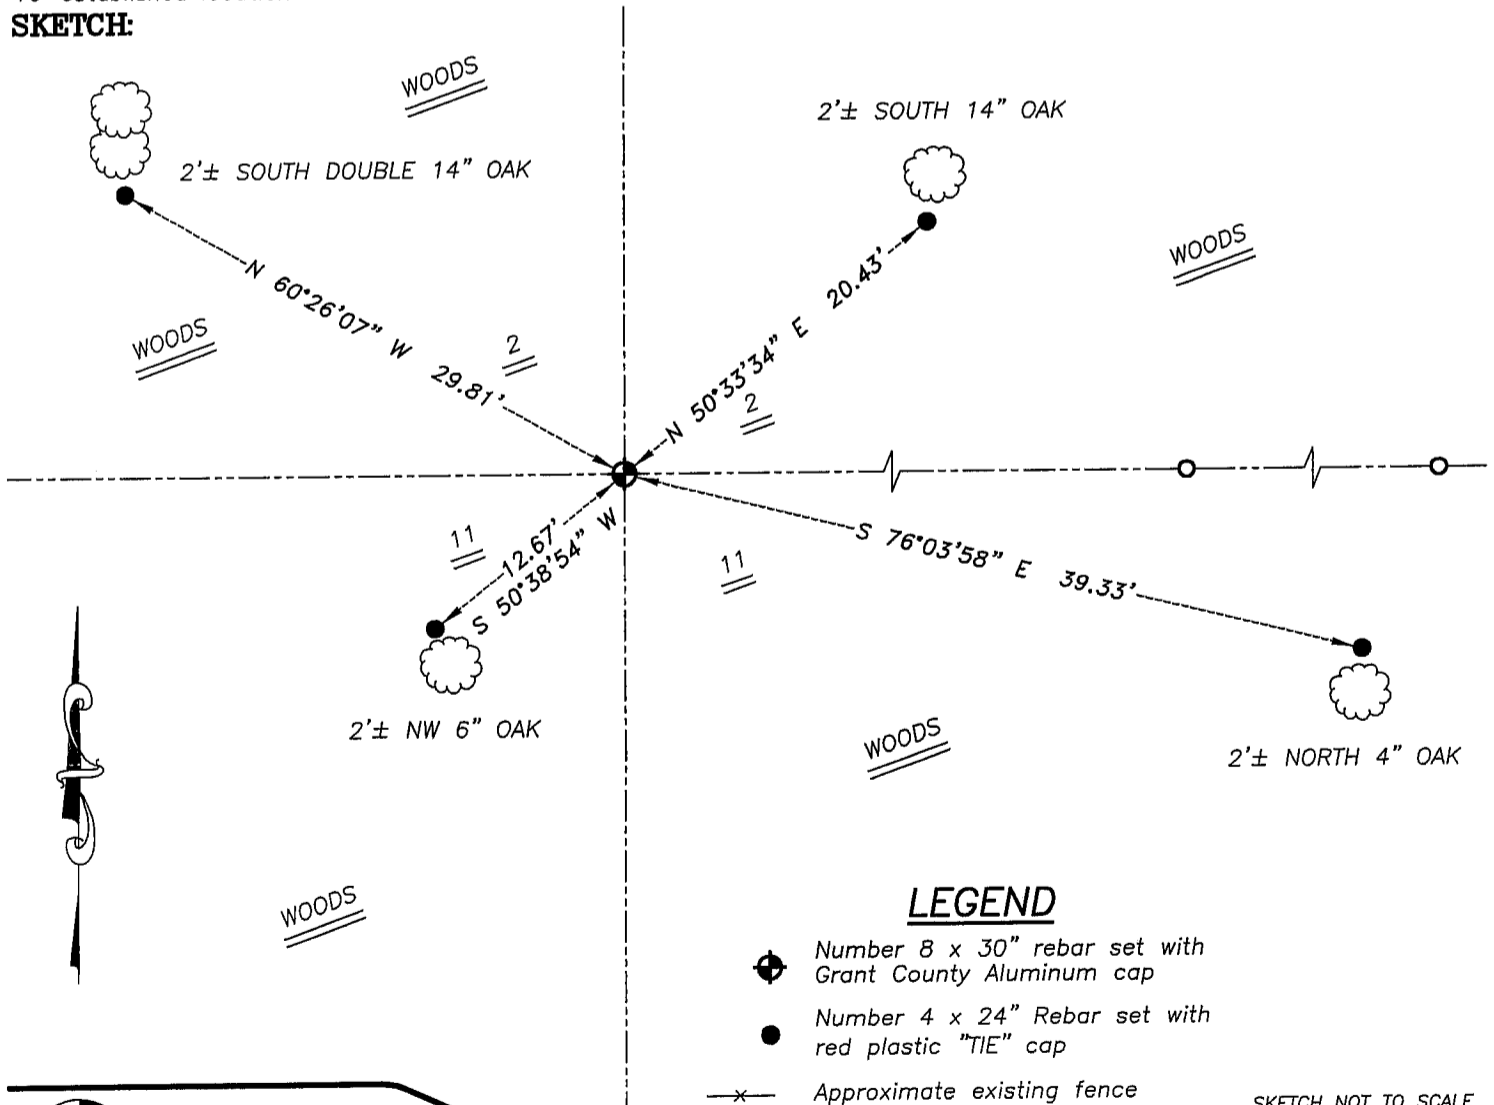 SKETCH:
WOODS
2'± SOUTH 14" OAK
2'± SOUTH DOUBLE 14" OAK
WOODS
N 60°26'07" W 29.81'
N 50°33'34" E 20.43'
WOODS
2
2
11
12.67'
S 50°38'54" W
11
S 76°03'58" E 39.33'
2'± NW 6" OAK
WOODS
2'± NORTH 4" OAK
WOODS
LEGEND
Number 8 x 30" rebar set with
Grant County Aluminum cap
Number 4 x 24" Rebar set with
red plastic "TIE" cap
Approximate existing fence
SKETCH NOT TO SCALE